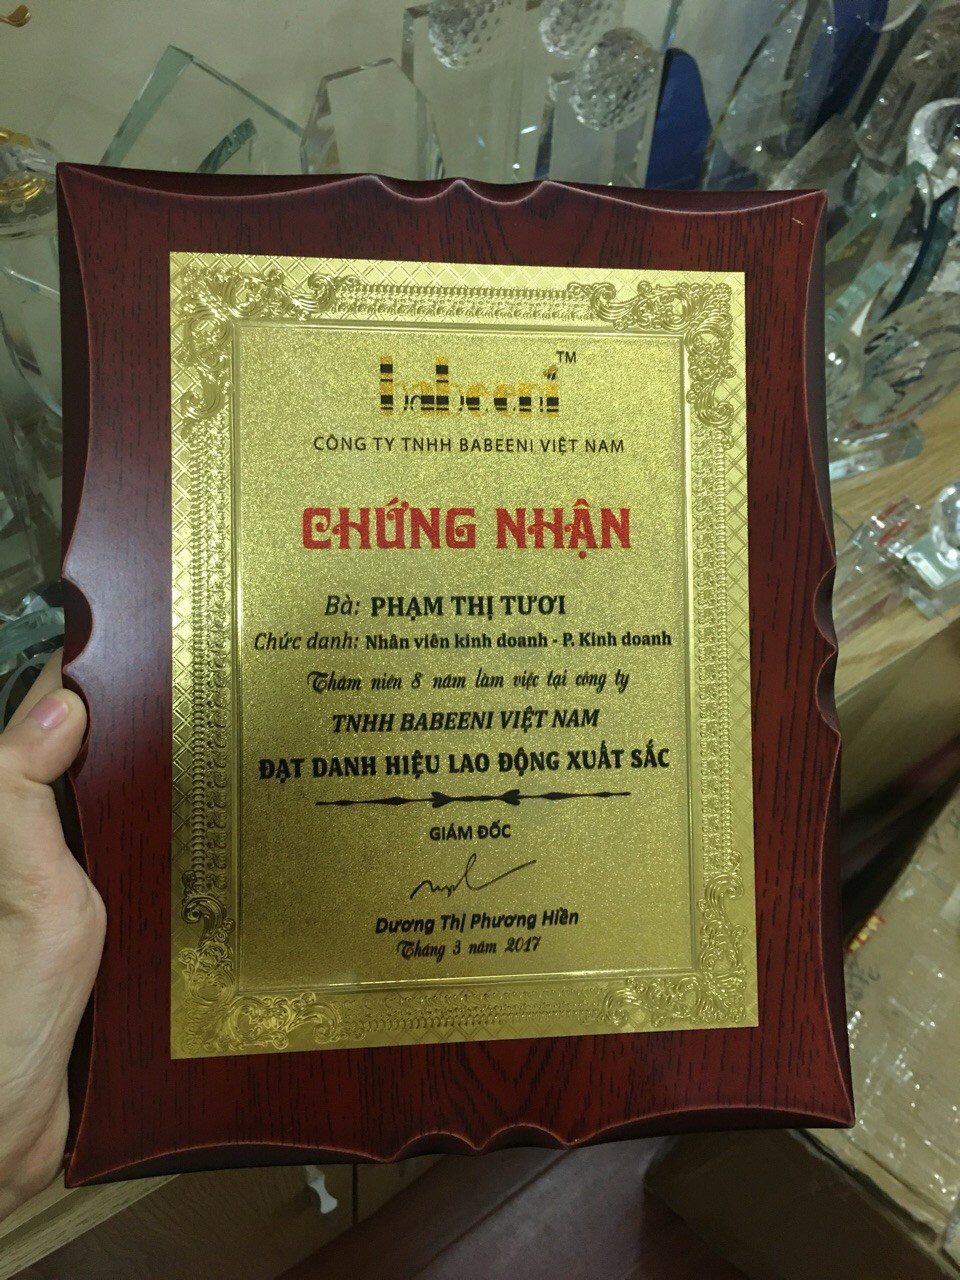 babeeni™
CÔNG TY TNHH BABEENI VIỆT NAM
CHỨNG NHẬN
Bà: PHẠM THỊ TƯƠI
Chức danh: Nhân viên kinh doanh - P. Kinh doanh
Thâm niên 8 năm làm việc tại công ty
TNHH BABEENI VIỆT NAM
ĐẠT DANH HIỆU LAO ĐỘNG XUẤT SẮC
GIÁM ĐỐC
Dương Thị Phương Hiền
Tháng 3 năm 2017